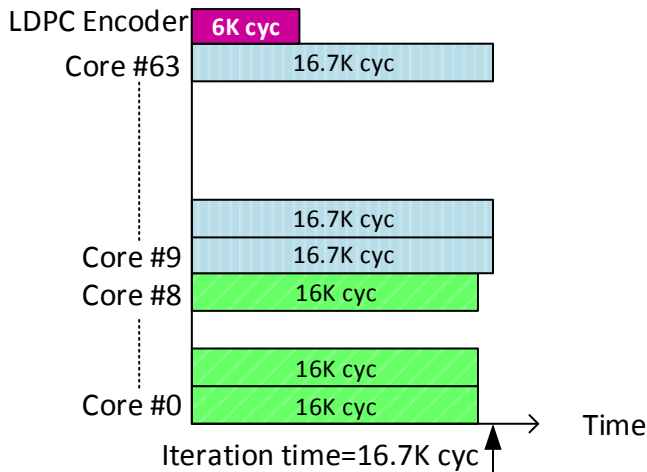 LDPC Encoder
6K cyc
Core #63
16.7K cyc
16.7K cyc
Core #9
16.7K cyc
Core #8
16K cyc
16K cyc
Core #0
16K cyc
Time
Iteration time=16.7K cyc